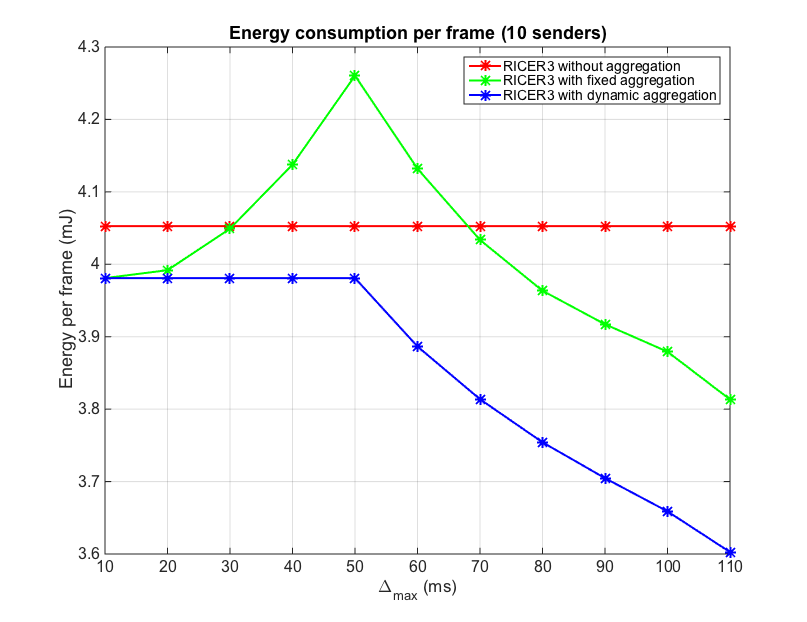 Energy consumption per frame (10 senders)
RICER3 without aggregation
RICER3 with fixed aggregation
RICER3 with dynamic aggregation
Energy per frame (mJ)
4.3
4.2
4.1
4
3.9
3.8
3.7
3.6
10 20 30 40 50 60 70 80 90 100 110
Δmax (ms)